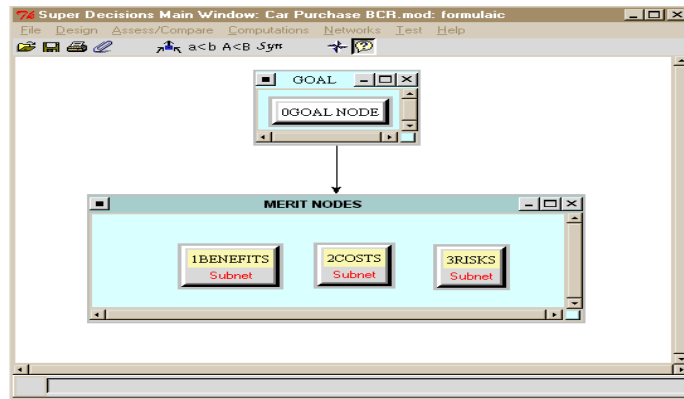 Super Decisions Main Window: Car Purchase BCR.mod: formulaic
File Design Assess/Compare Computations Networks Test Help
a<b A<B Syn
GOAL
0GOAL NODE
MERIT NODES
1BENEFITS 2COSTS 3RISKS
Subnet Subnet Subnet